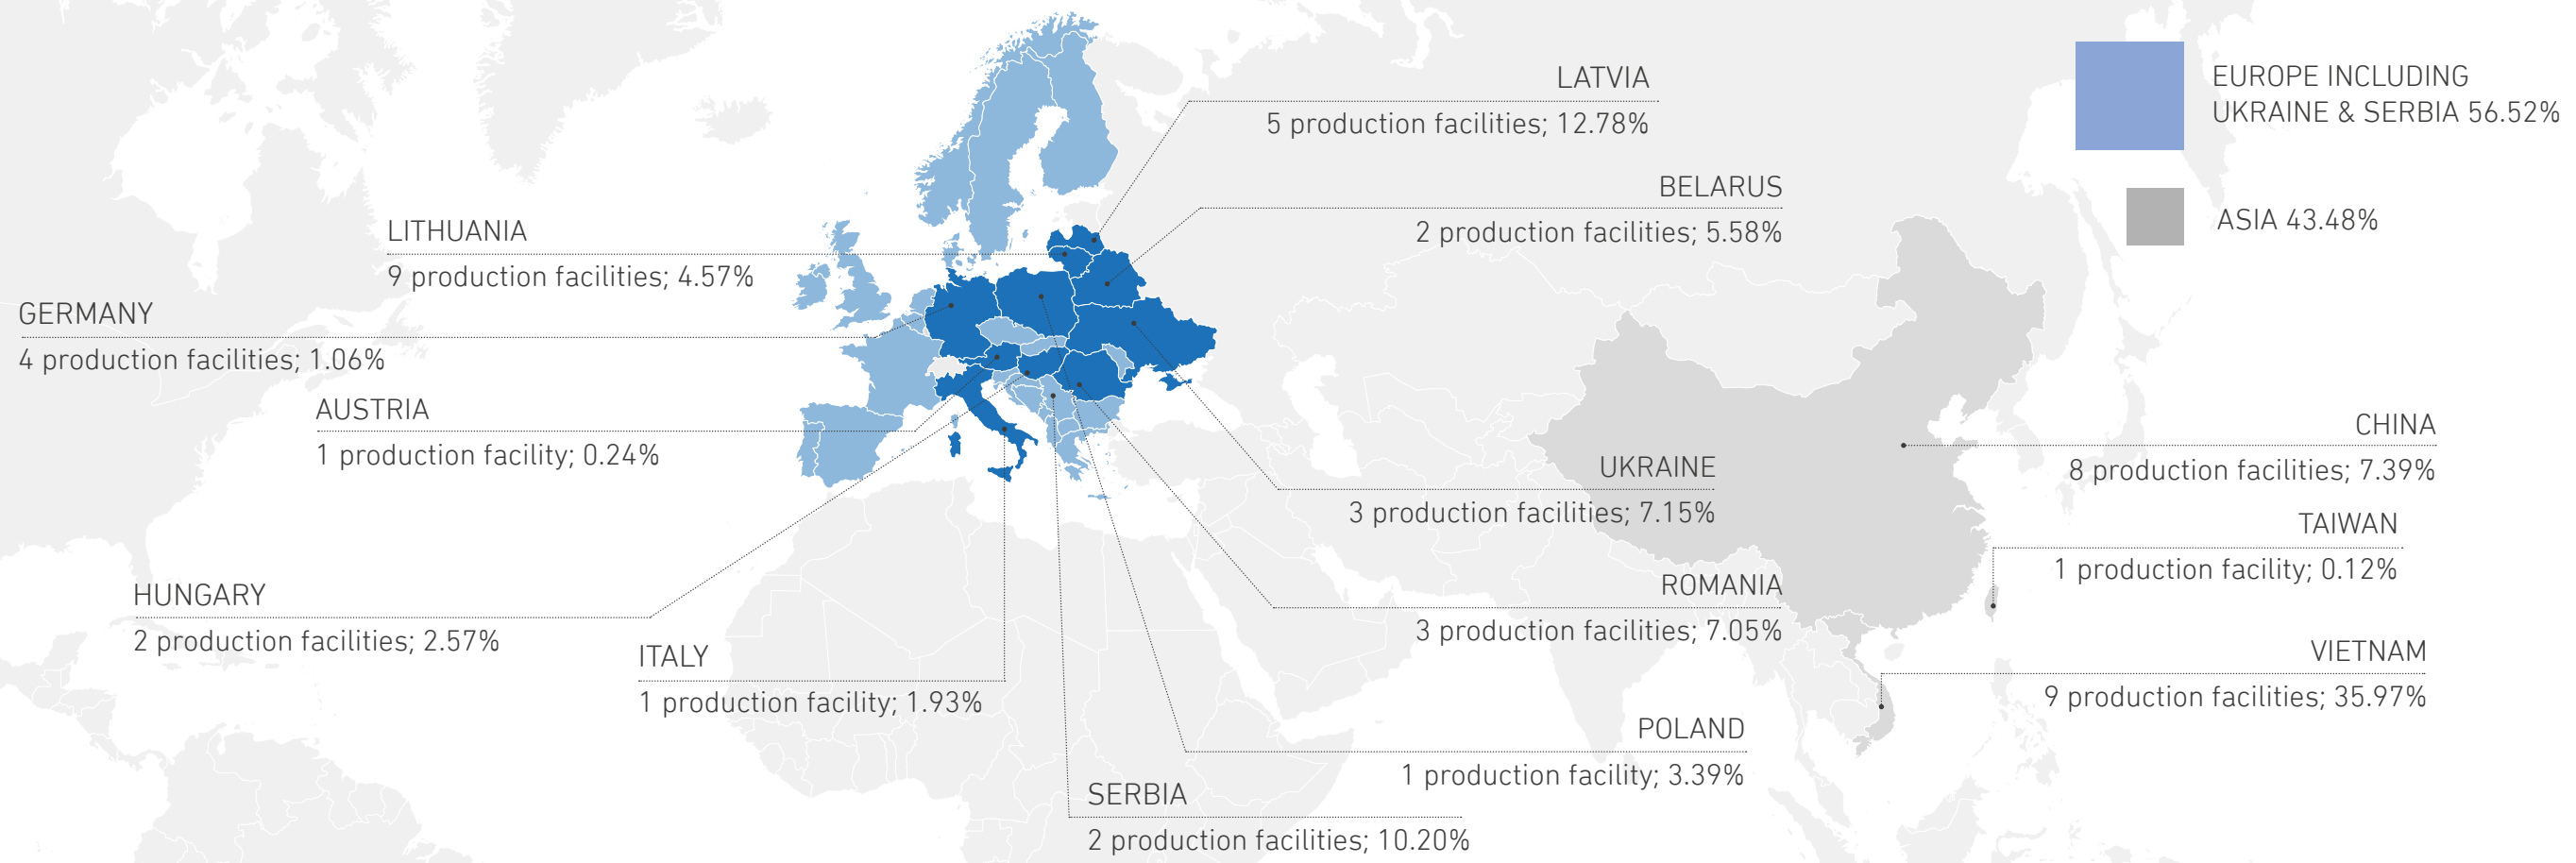 LATVIA
5 production facilities; 12.78%
BELARUS
2 production facilities; 5.58%
EUROPE INCLUDING
UKRAINE & SERBIA 56.52%
ASIA 43.48%
LITHUANIA
9 production facilities; 4.57%
GERMANY
4 production facilities; 1.06%
AUSTRIA
1 production facility; 0.24%
UKRAINE
3 production facilities; 7.15%
CHINA
8 production facilities; 7.39%
TAIWAN
1 production facility; 0.12%
HUNGARY
2 production facilities; 2.57%
ROMANIA
3 production facilities; 7.05%
ITALY
1 production facility; 1.93%
VIETNAM
9 production facilities; 35.97%
POLAND
1 production facility; 3.39%
SERBIA
2 production facilities; 10.20%